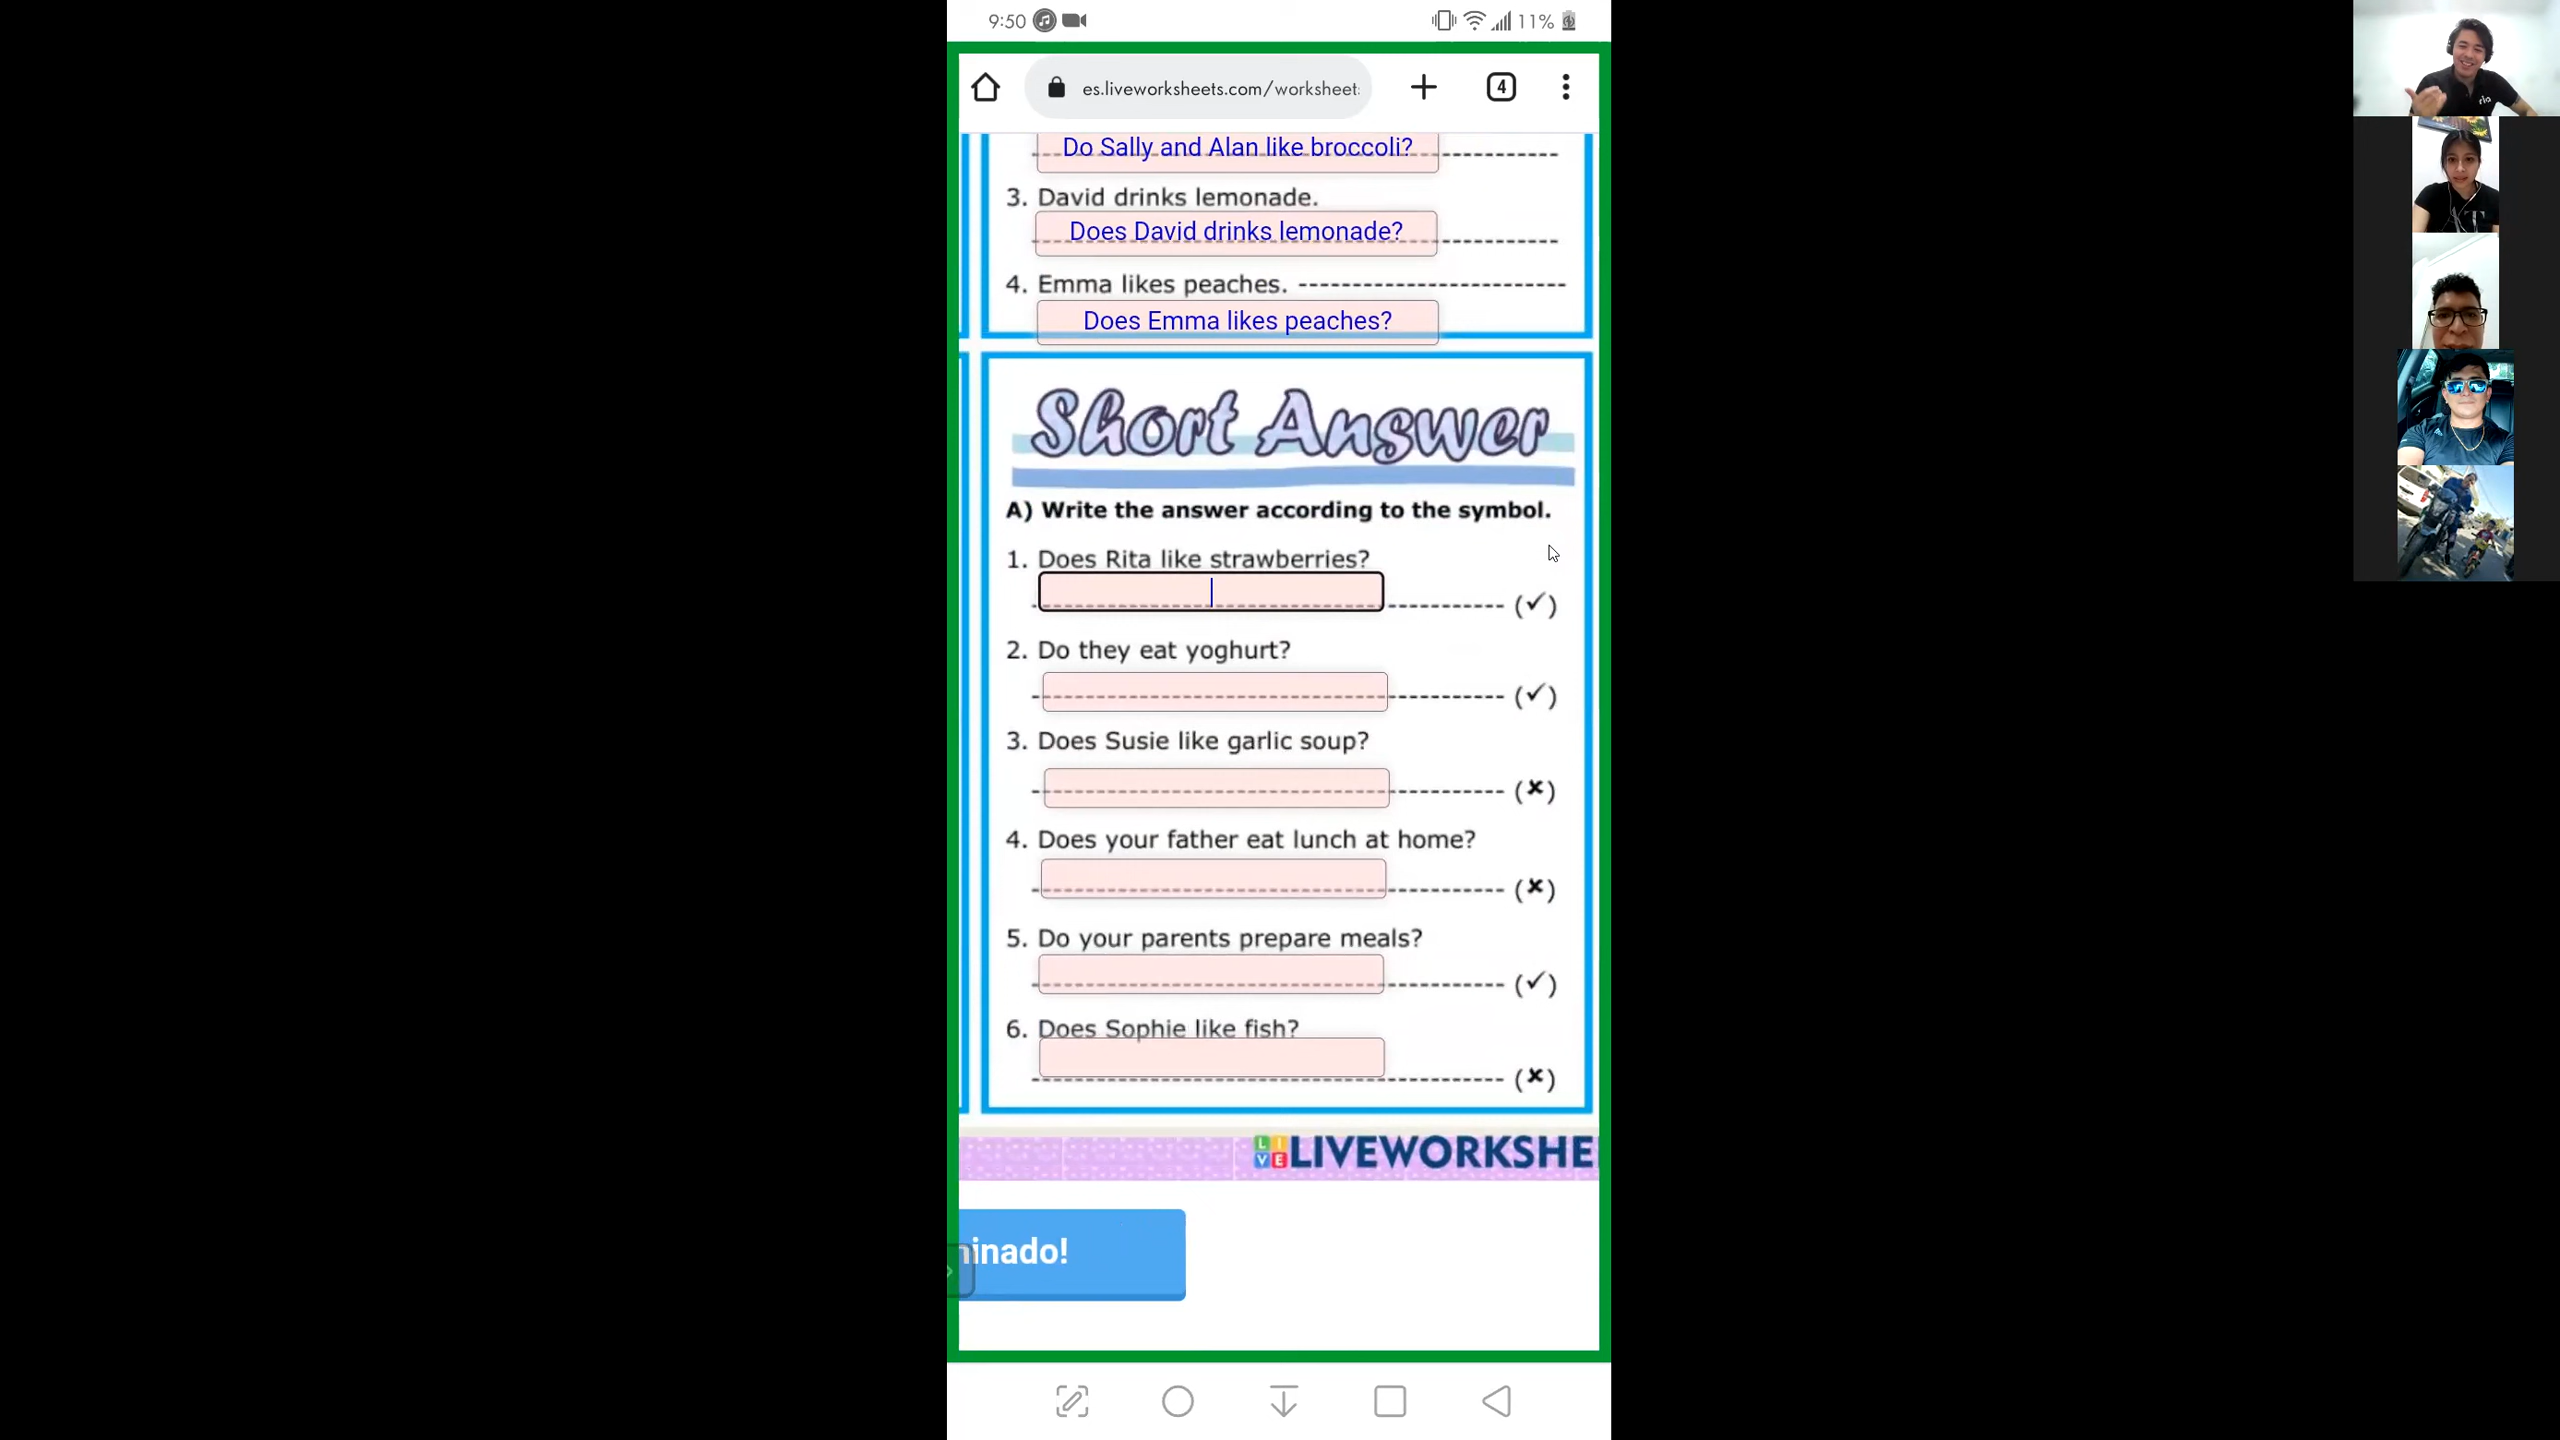 9:50
11%
es.liveworksheets.com/worksheet
4
Do Sally and Alan like broccoli?
3. David drinks lemonade.
Does David drinks lemonade?
4. Emma likes peaches.
Does Emma likes peaches?
Short Answer
A) Write the answer according to the symbol.
1. Does Rita like strawberries?
(✓)
2. Do they eat yoghurt?
(✓)
3. Does Susie like garlic soup?
(✗)
4. Does your father eat lunch at home?
(✗)
5. Do your parents prepare meals?
(✓)
6. Does Sophie like fish?
(✗)
LIVE LIVEWORKSHE
inado!